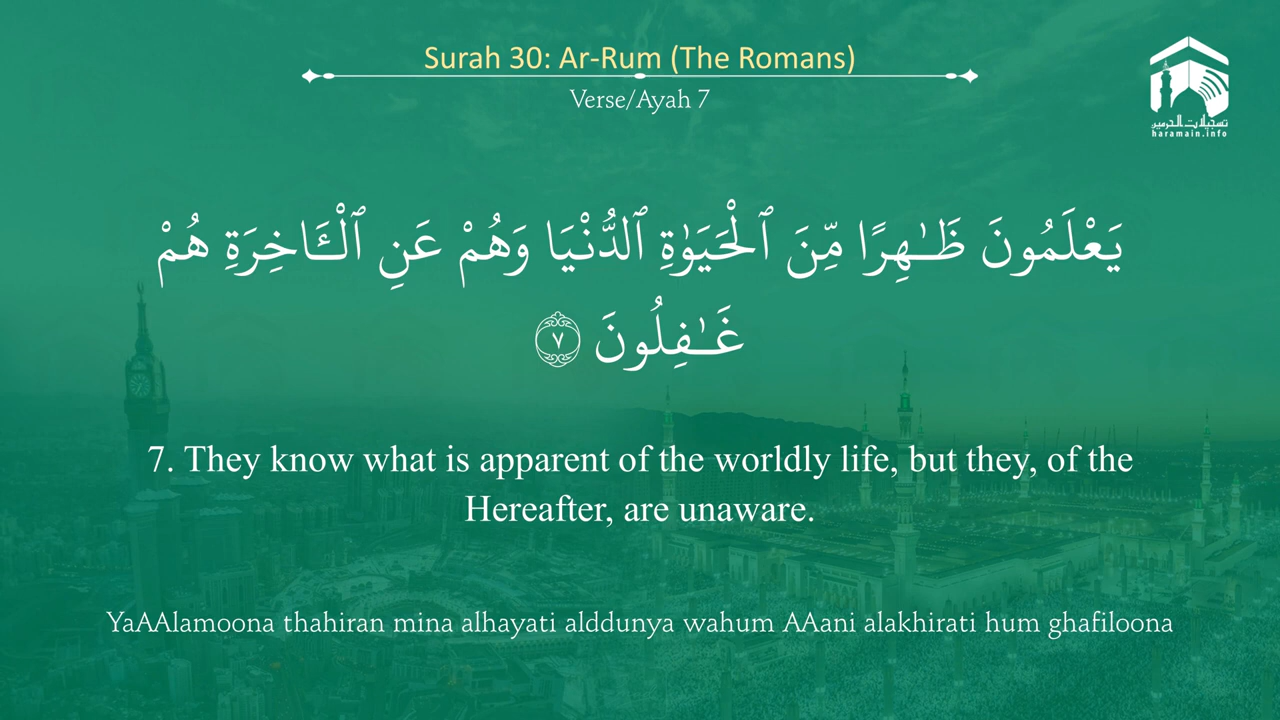 Surah 30: Ar-Rum (The Romans)
Verse/Ayah 7
تسجيلات الحرمين
haramain.info
يَعْلَمُونَ ظَـٰهِرًا مِّنَ ٱلْحَيَوٰةِ ٱلدُّنْيَا وَهُمْ عَنِ ٱلْـَٔاخِرَةِ هُمْ
غَـٰفِلُونَ ٧
7. They know what is apparent of the worldly life, but they, of the
Hereafter, are unaware.
YaAAlamoona thahiran mina alhayati alddunya wahum AAani alakhirati hum ghafiloona